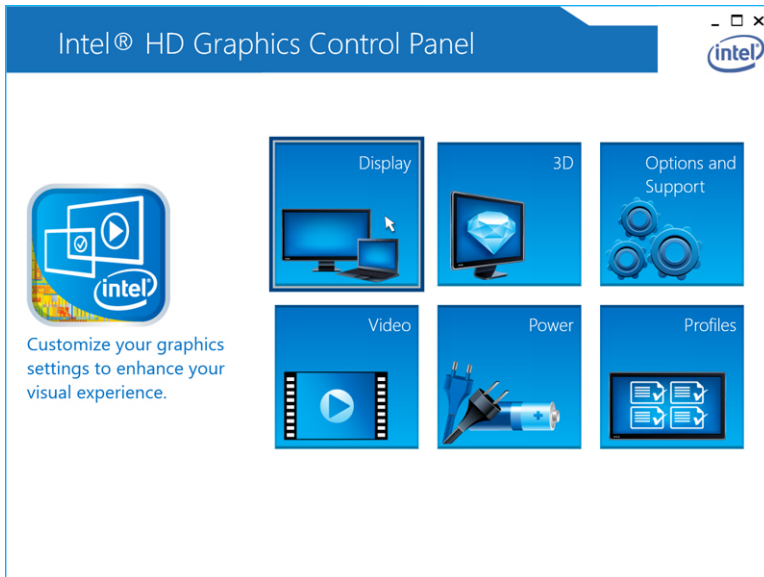 Intel® HD Graphics Control Panel
intel
Display
3D
Options and
Support
intel
Customize your graphics
settings to enhance your
visual experience.
Video
Power
Profiles